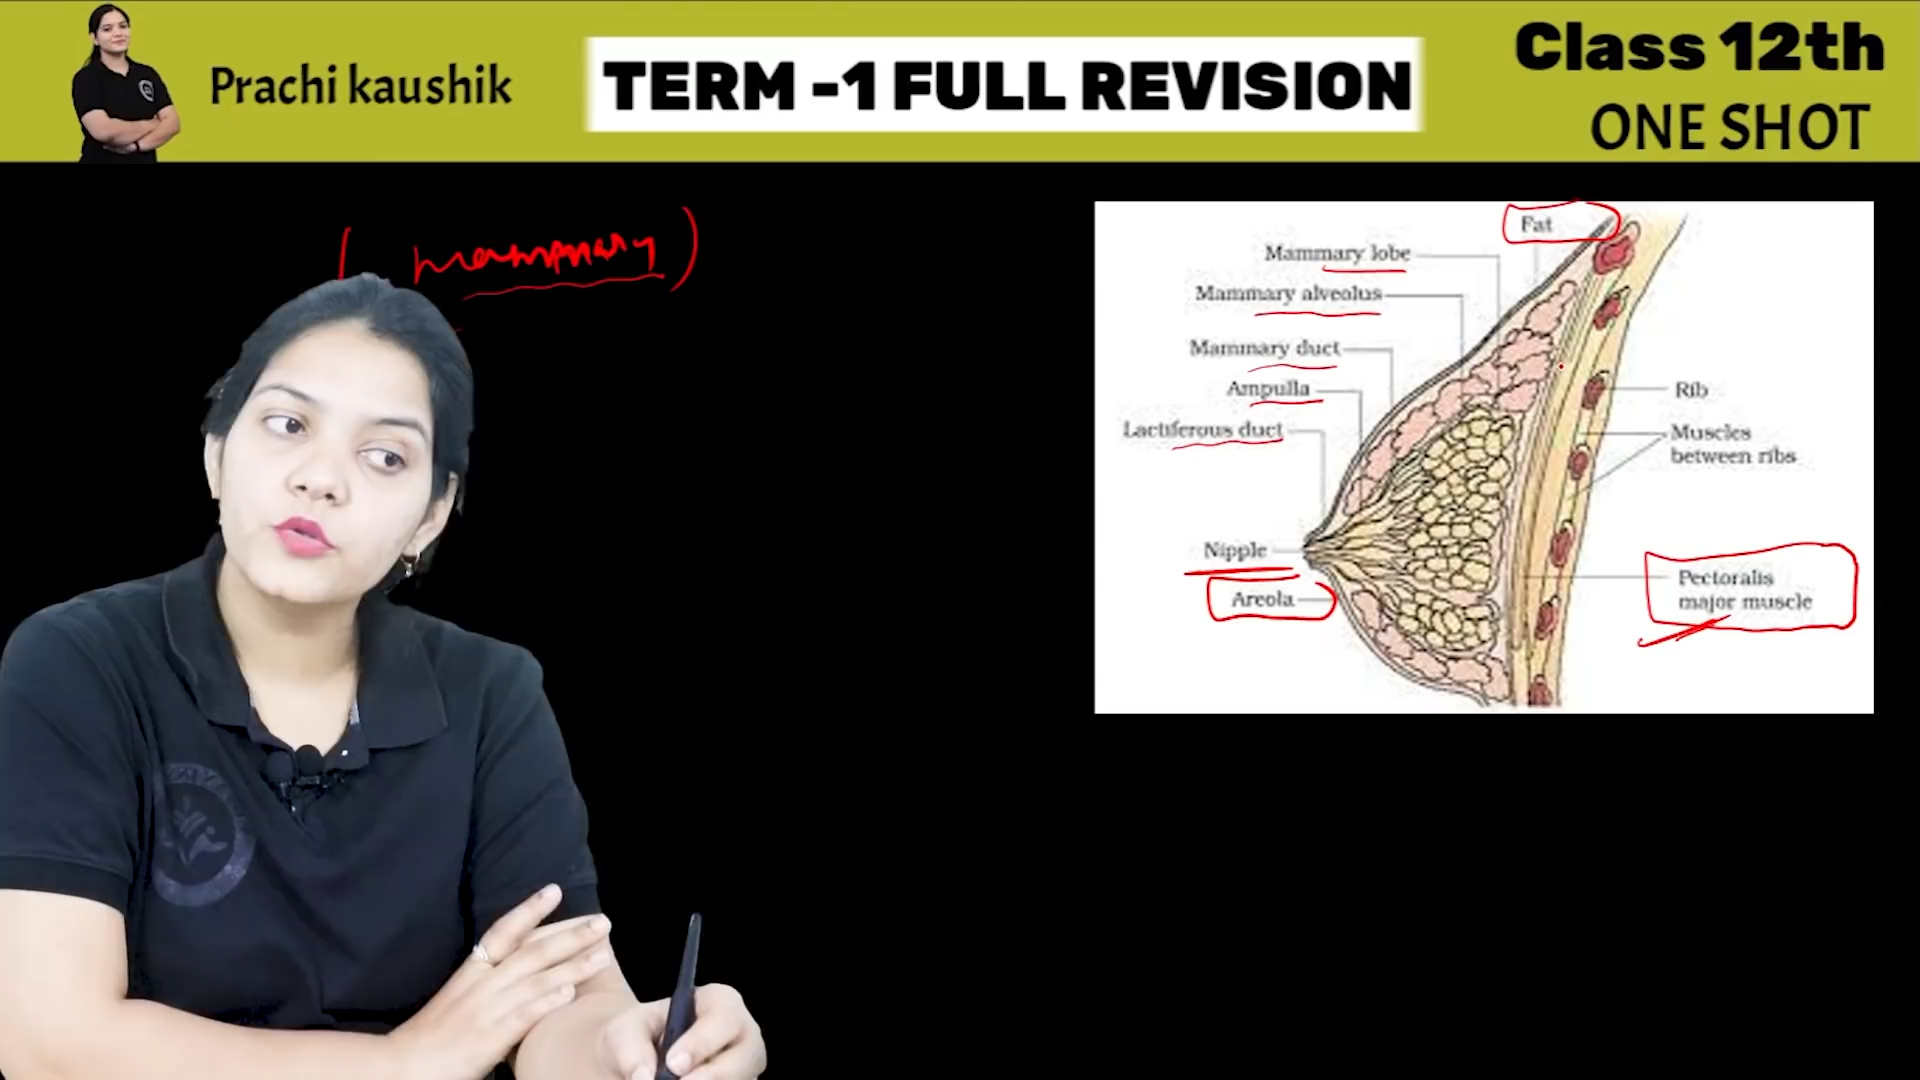 Prachi kaushik
TERM -1 FULL REVISION
Class 12th
ONE SHOT
( mammary )
Fat
Mammary lobe
Mammary alveolus
Mammary duct
Ampulla
Lactiferous duct
Nipple
Areola
Rib
Muscles
between ribs
Pectoralis
major muscle